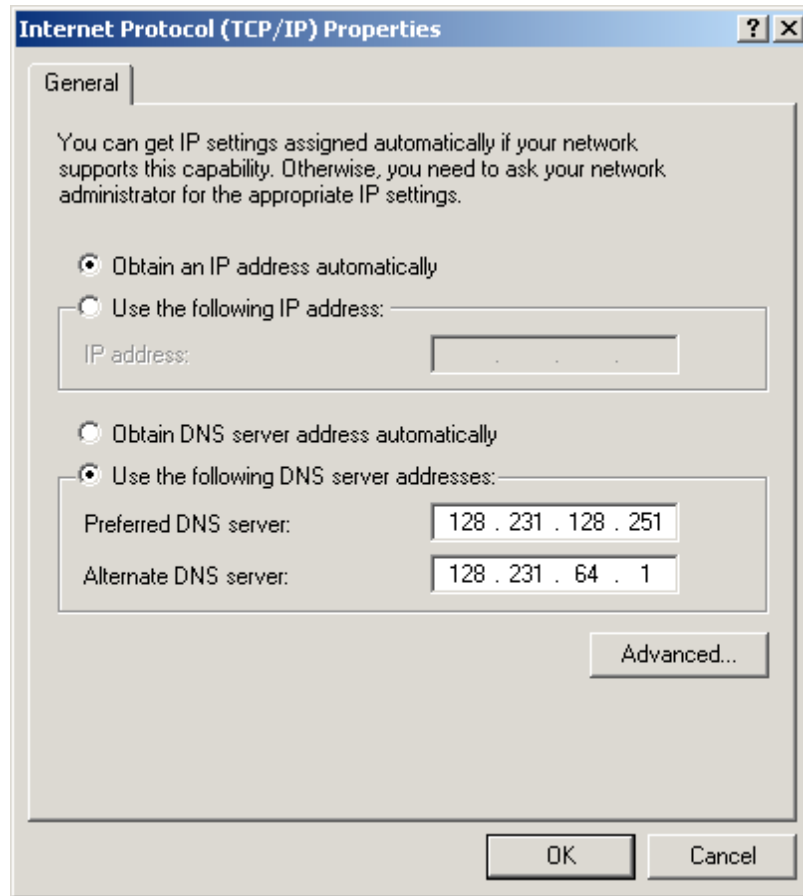 Internet Protocol (TCP/IP) Properties
General
You can get IP settings assigned automatically if your network
supports this capability. Otherwise, you need to ask your network
administrator for the appropriate IP settings.
Obtain an IP address automatically
Use the following IP address:
IP address: . . .
Obtain DNS server address automatically
Use the following DNS server addresses:
Preferred DNS server: 128 . 231 . 128 . 251
Alternate DNS server: 128 . 231 . 64 . 1
Advanced...
OK Cancel